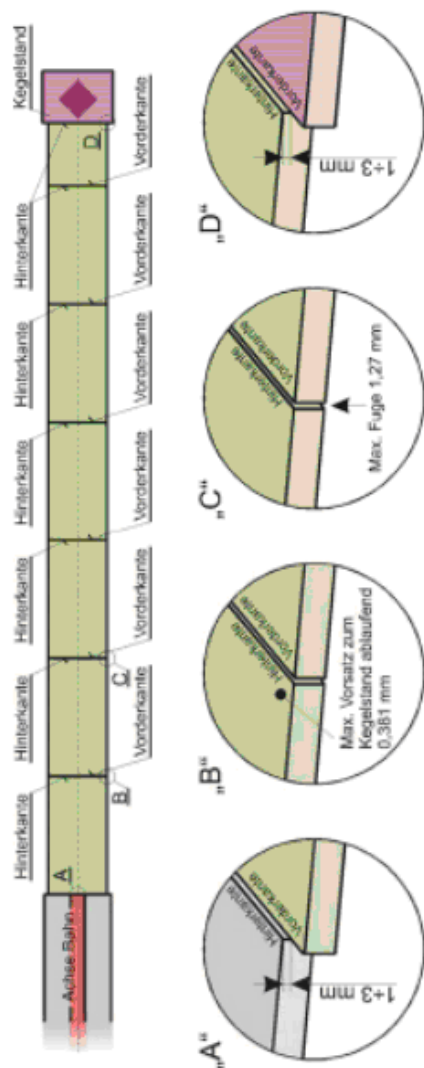 Hinterkante Hinterkante Hinterkante Hinterkante Hinterkante Hinterkante Kegelstand
Achse Bahn A
B C D
Vorderkante Vorderkante Vorderkante Vorderkante Vorderkante Vorderkante
„A“
Hinterkante
Vorderkante
1÷3 mm
„B“
Hinterkante
Vorderkante
Max. Vorsatz zum
Kegelstand ablaufend
0,381 mm
„C“
Hinterkante
Vorderkante
Max. Fuge 1,27 mm
„D“
Hinterkante
Vorderkante
1÷3 mm